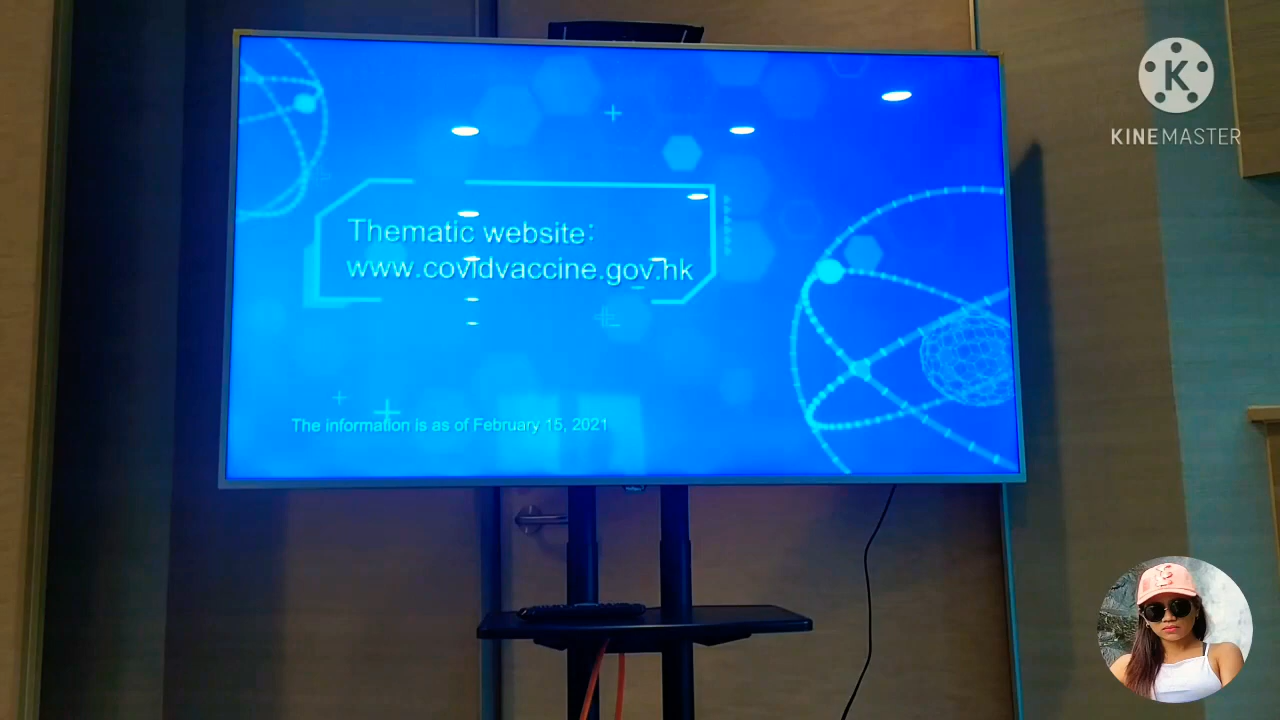 Thematic website:
www.covidvaccine.gov.hk
The information is as of February 15, 2021
K
KINEMASTER